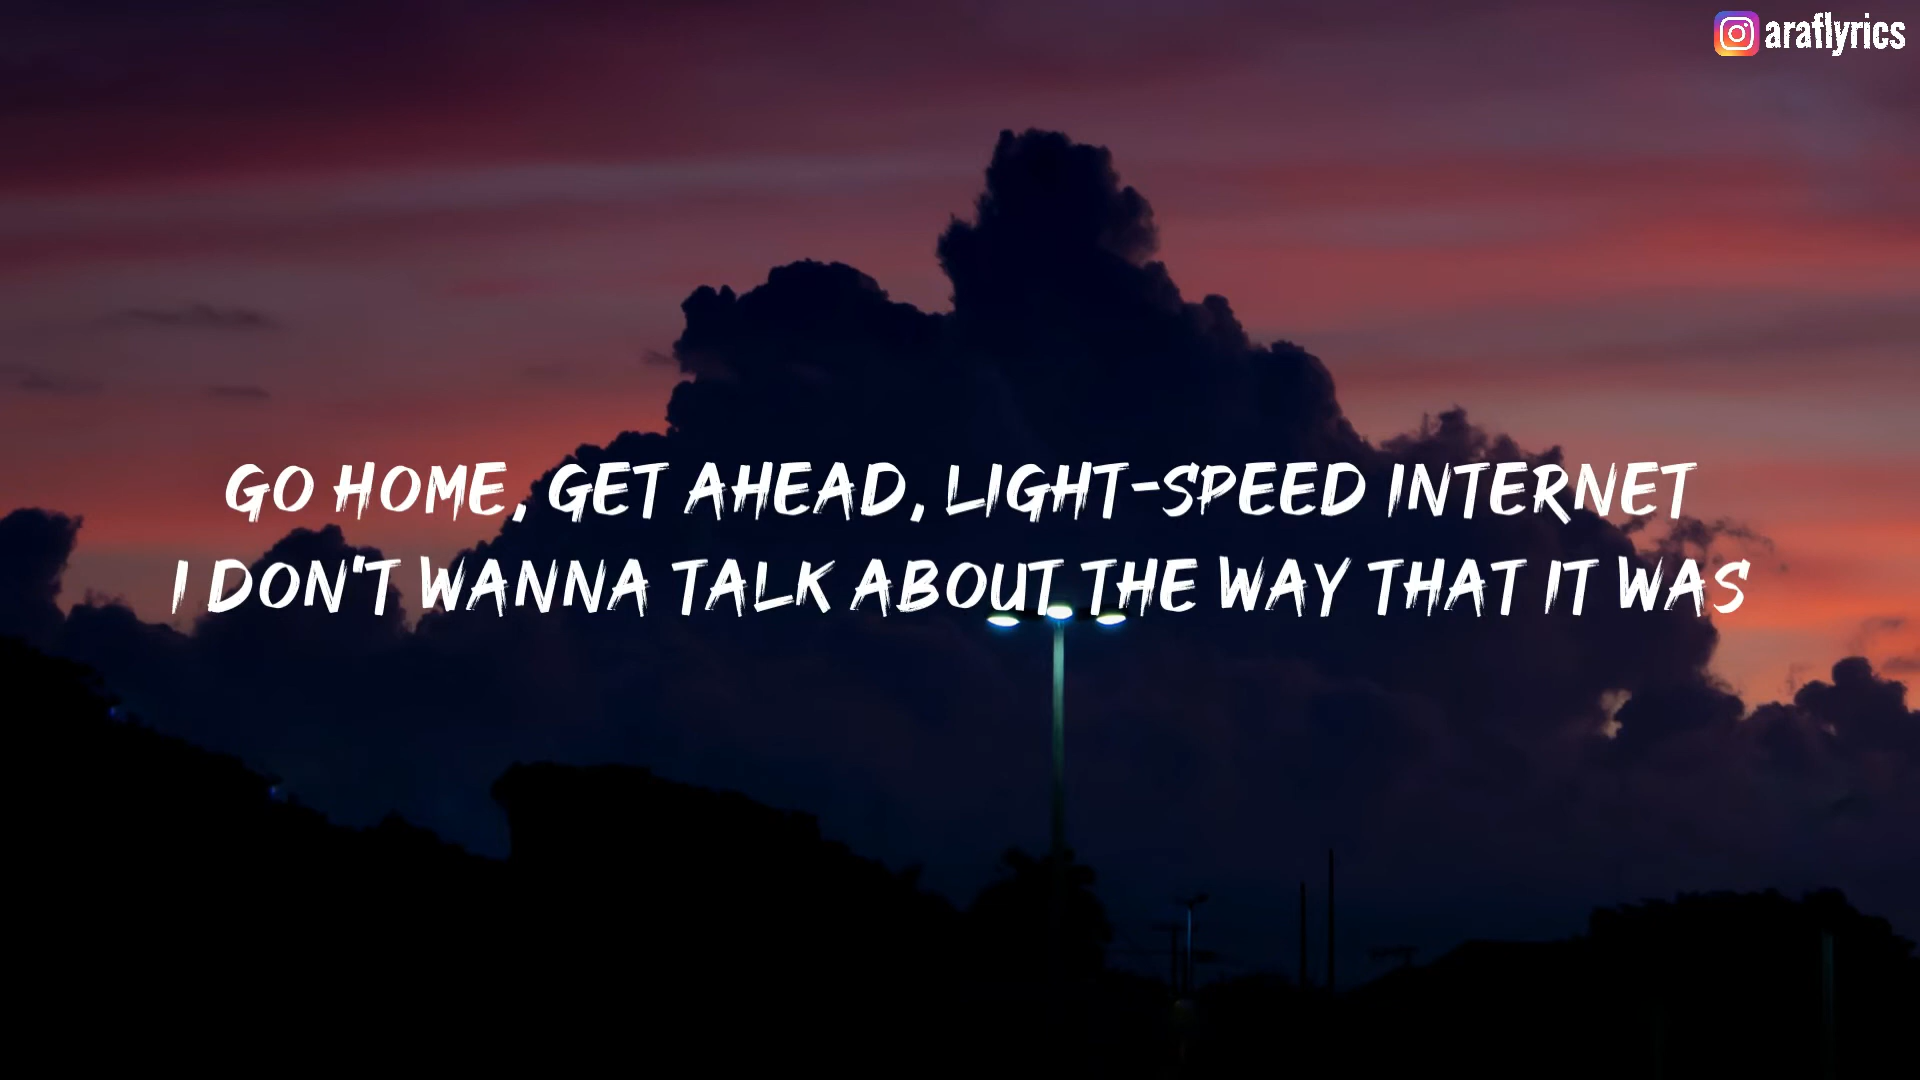 araflyrics
GO HOME, GET AHEAD, LIGHT-SPEED INTERNET
I DON'T WANNA TALK ABOUT THE WAY THAT IT WAS